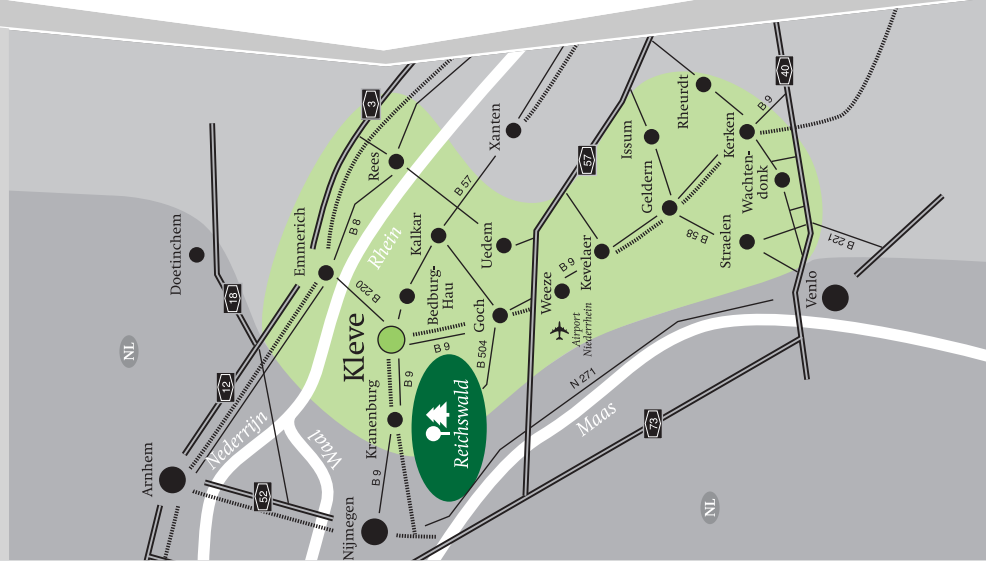 NL
Arnhem
Doetinchem
12
18
Nederrijn
52
Emmerich
Waal
Nijmegen
Kleve
B 8
B 220
3
Rees
Kranenburg
B 9
Rhein
B 9
Kalkar
Bedburg-
Hau
B 9
Reichswald
B 57
B 504
Goch
Uedem
Xanten
Weeze
B 9
Airport
Niederrhein
N 271
Kevelaer
57
Maas
Issum
Geldern
73
Rheurdt
B 58
NL
Straelen
Kerken
Wachten-
donk
B 9
40
Venlo
B 221